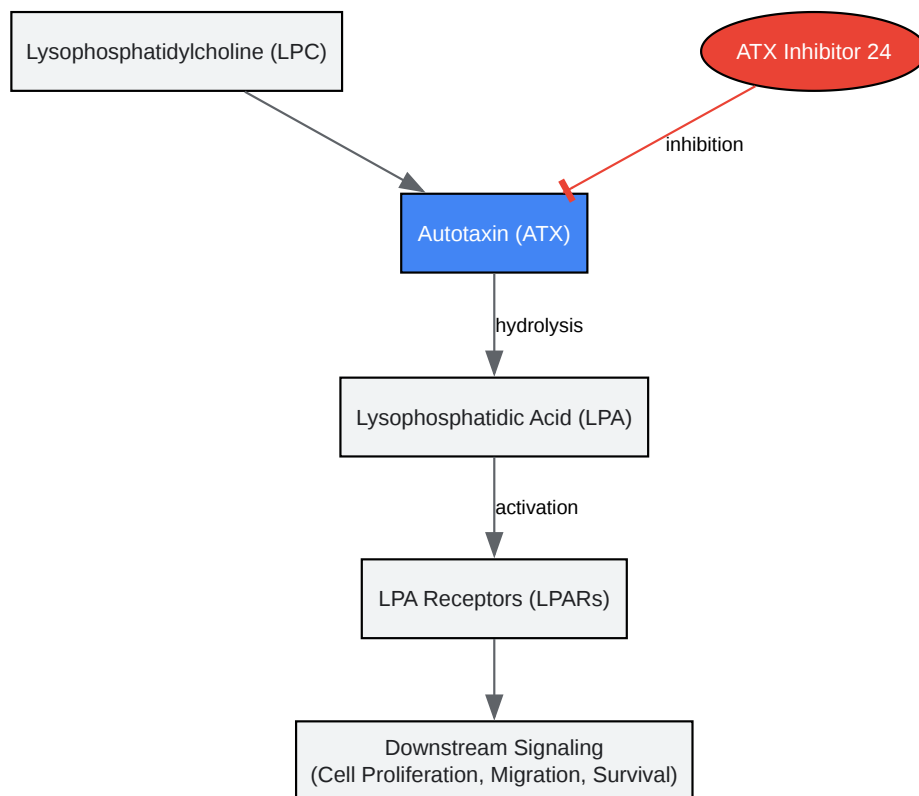 Lysophosphatidylcholine (LPC)
ATX Inhibitor 24
inhibition
Autotaxin (ATX)
hydrolysis
Lysophosphatidic Acid (LPA)
activation
LPA Receptors (LPARs)
Downstream Signaling
(Cell Proliferation, Migration, Survival)